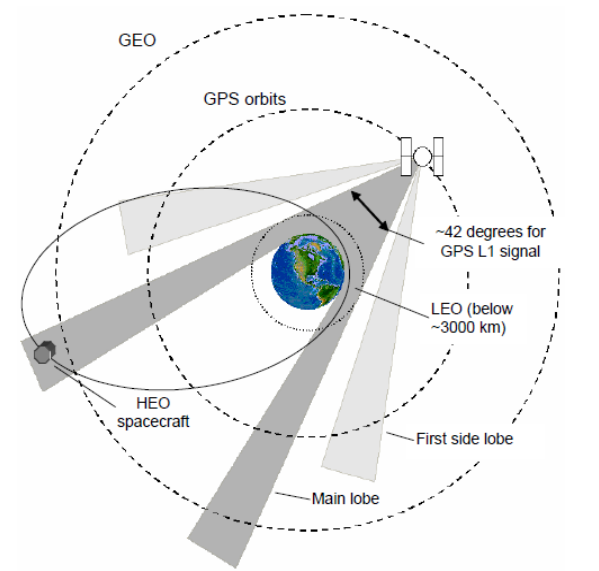 GEO
GPS orbits
~42 degrees for
GPS L1 signal
LEO (below
~3000 km)
HEO
spacecraft
First side lobe
Main lobe